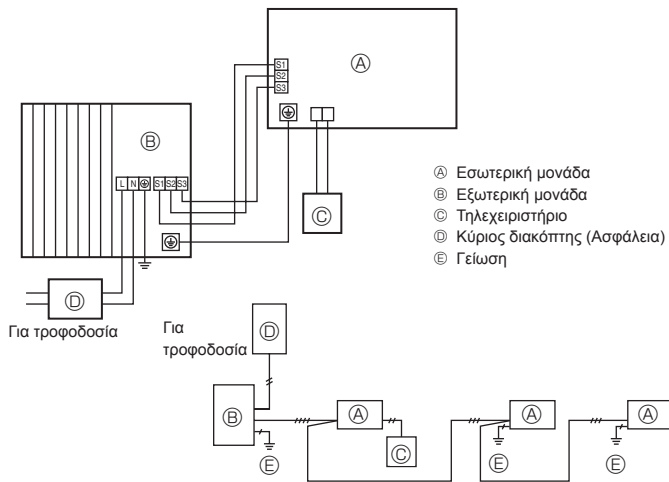 S1
S2
S3
Ⓐ
Ⓑ
L N S1 S2 S3
Ⓒ
Ⓓ
Για τροφοδοσία
Ⓐ Εσωτερική μονάδα
Ⓑ Εξωτερική μονάδα
Ⓒ Τηλεχειριστήριο
Ⓓ Κύριος διακόπτης (Ασφάλεια)
Ⓔ Γείωση
Για
τροφοδοσία
Ⓓ
Ⓑ
Ⓐ
Ⓐ
Ⓐ
Ⓒ
Ⓔ
Ⓔ
Ⓔ